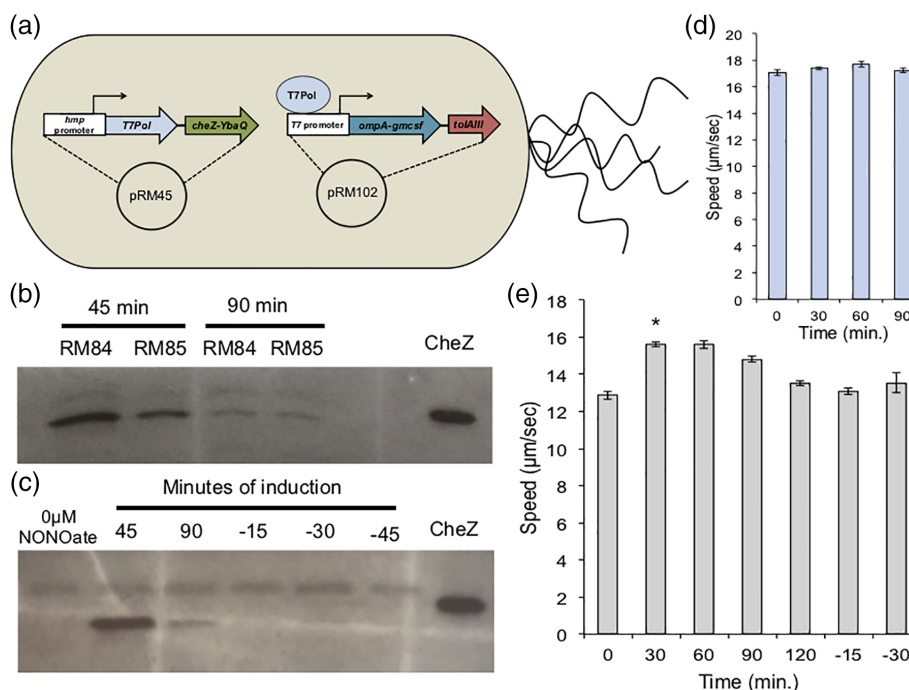 (a)
hmp promoter
T7Pol
cheZ-YbaQ
pRM45
T7Pol
T7 promoter
ompA-gmcsf
tolAIII
pRM102
(b)
45 min
90 min
RM84
RM85
RM84
RM85
CheZ
(c)
Minutes of induction
0µM
NONOate
45
90
-15
-30
-45
CheZ
(d)
Speed (µm/sec)
20
18
16
14
12
10
8
6
4
2
0
0
30
60
90
Time (min.)
(e)
Speed (µm/sec)
18
16
14
12
10
8
6
4
2
0
*
0
30
60
90
120
-15
-30
Time (min.)